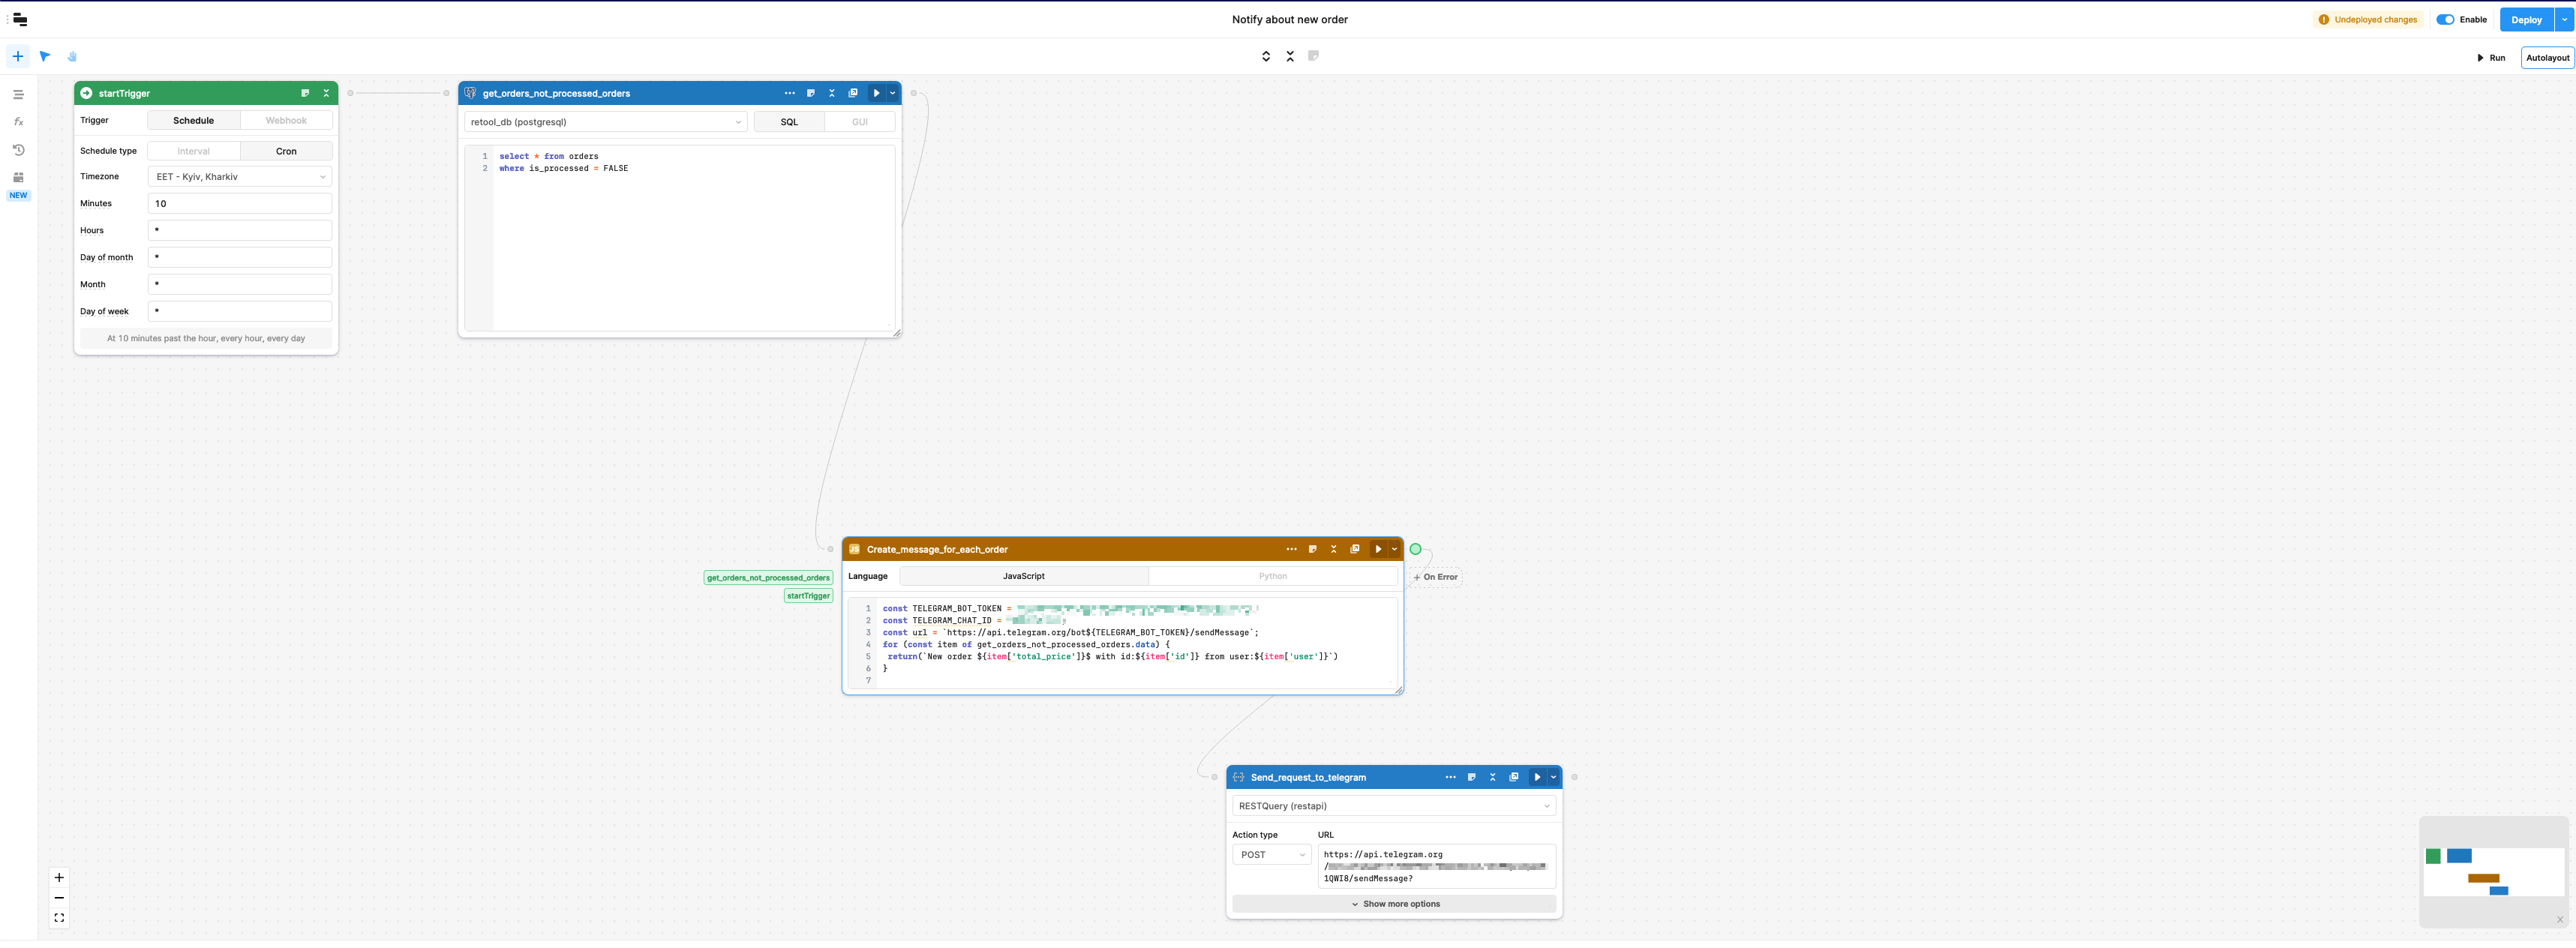 Notify about new order
Undeployed changes
Enable
Deploy
Run
Autolayout
NEW
startTrigger
Trigger
Schedule
Webhook
Schedule type
Interval
Cron
Timezone
EET - Kyiv, Kharkiv
Minutes
10
Hours
*
Day of month
*
Month
*
Day of week
*
At 10 minutes past the hour, every hour, every day
get_orders_not_processed_orders
retool_db (postgresql)
SQL
GUI
1 select * from orders
2 where is_processed = FALSE
JS
Create_message_for_each_order
get_orders_not_processed_orders
startTrigger
Language
JavaScript
Python
+ On Error
1 const TELEGRAM_BOT_TOKEN =
2 const TELEGRAM_CHAT_ID = ;
3 const url = `https://api.telegram.org/bot${TELEGRAM_BOT_TOKEN}/sendMessage`;
4 for (const item of get_orders_not_processed_orders.data) {
5 return(`New order ${item['total_price']}$ with id:${item['id']} from user:${item['user']}`)
6 }
7
Send_request_to_telegram
RESTQuery (restapi)
Action type
URL
POST
https://api.telegram.org
/
1QWI8/sendMessage?
Show more options